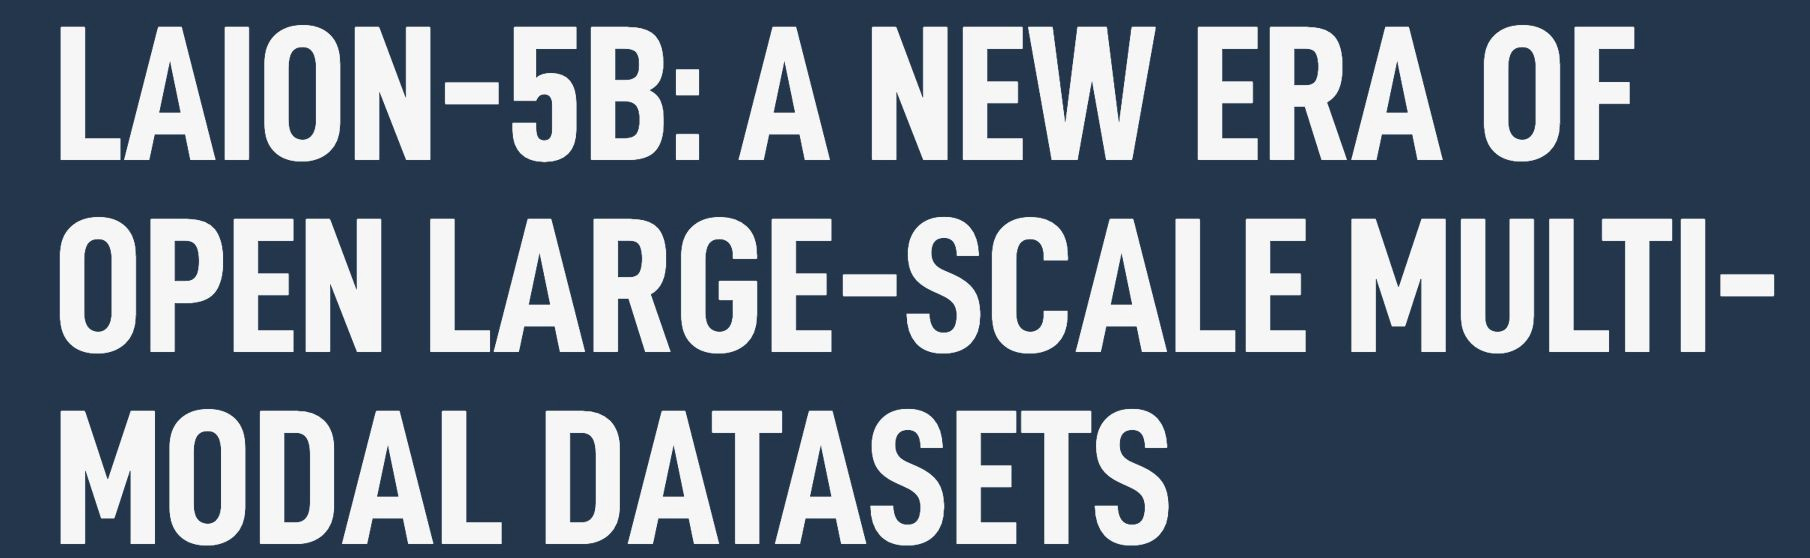 LAION-5B: A NEW ERA OF
OPEN LARGE-SCALE MULTI-
MODAL DATASETS